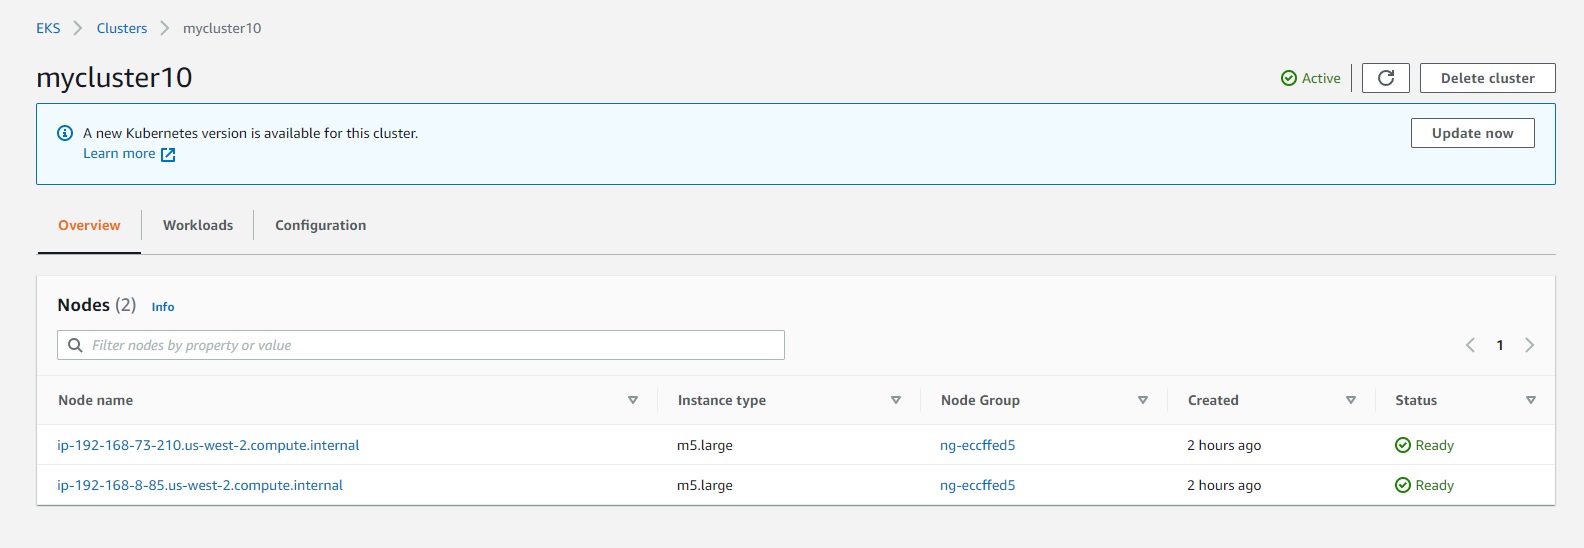 EKS Clusters mycluster10
mycluster10
Active
Delete cluster
A new Kubernetes version is available for this cluster.
Learn more
Update now
Overview Workloads Configuration
Nodes (2) Info
Filter nodes by property or value
1
Node name Instance type Node Group Created Status
ip-192-168-73-210.us-west-2.compute.internal m5.large ng-eccffed5 2 hours ago Ready
ip-192-168-8-85.us-west-2.compute.internal m5.large ng-eccffed5 2 hours ago Ready